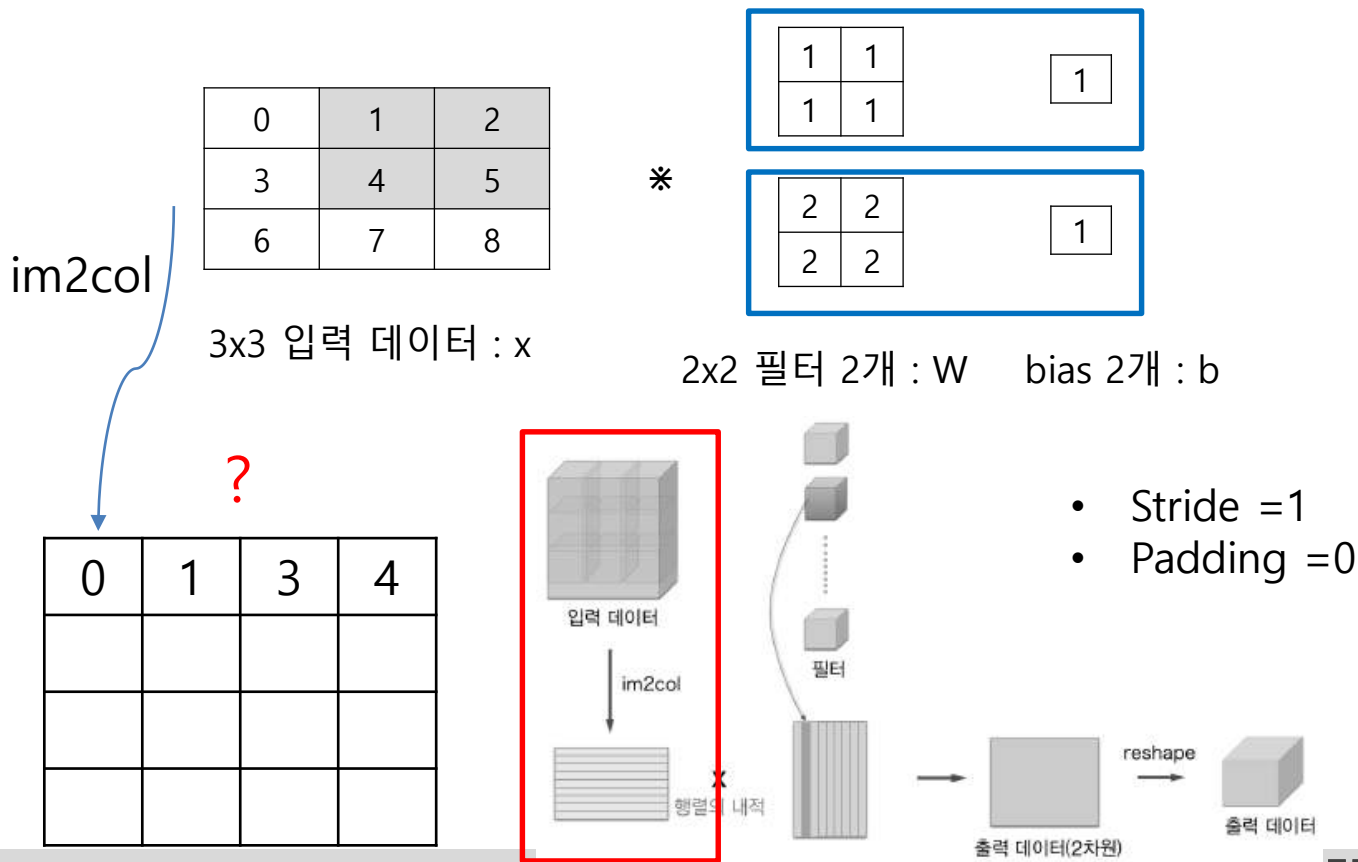 1 1
1 1
1
0 1 2
3 4 5
6 7 8
※
2 2
2 2
1
im2col
3x3 입력 데이터 : x
2x2 필터 2개 : W
bias 2개 : b
?
0 1 3 4
입력 데이터
im2col
x
행렬의 내적
필터
• Stride =1
• Padding =0
reshape
출력 데이터(2차원)
출력 데이터